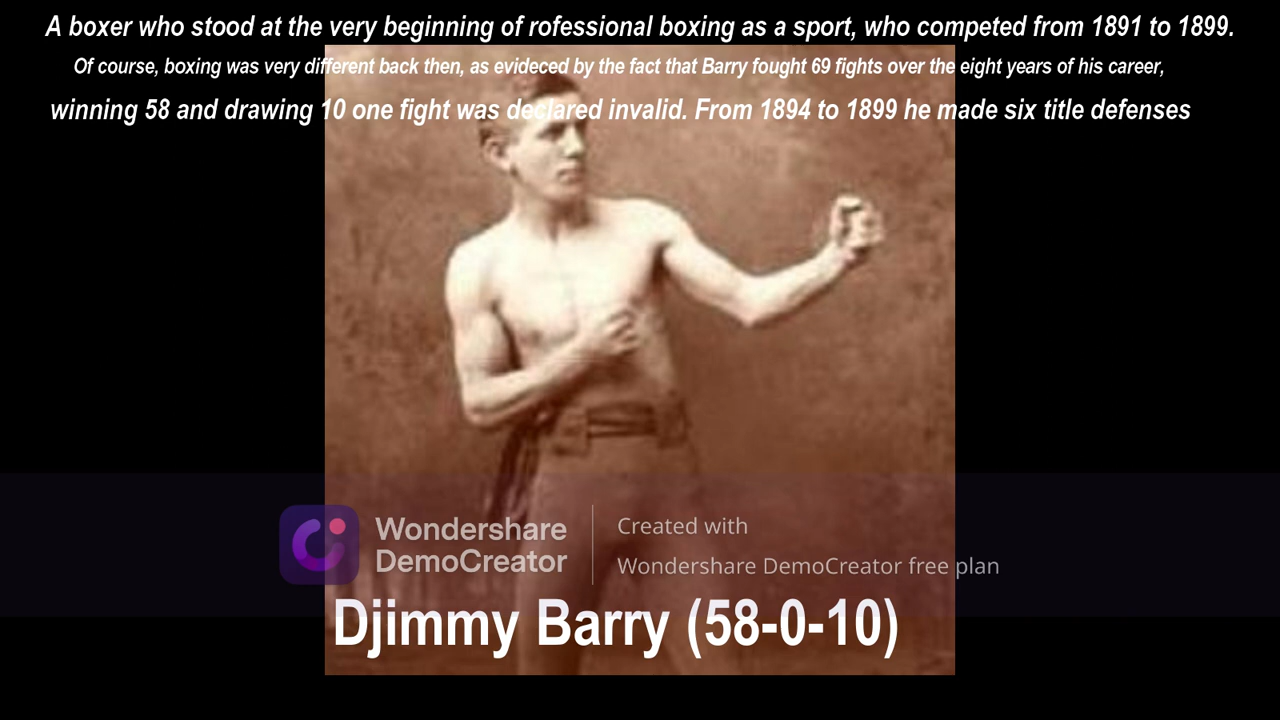 A boxer who stood at the very beginning of rofessional boxing as a sport, who competed from 1891 to 1899.
Of course, boxing was very different back then, as evideced by the fact that Barry fought 69 fights over the eight years of his career,
winning 58 and drawing 10 one fight was declared invalid. From 1894 to 1899 he made six title defenses
Wondershare
DemoCreator
Created with
Wondershare DemoCreator free plan
Djimmy Barry (58-0-10)